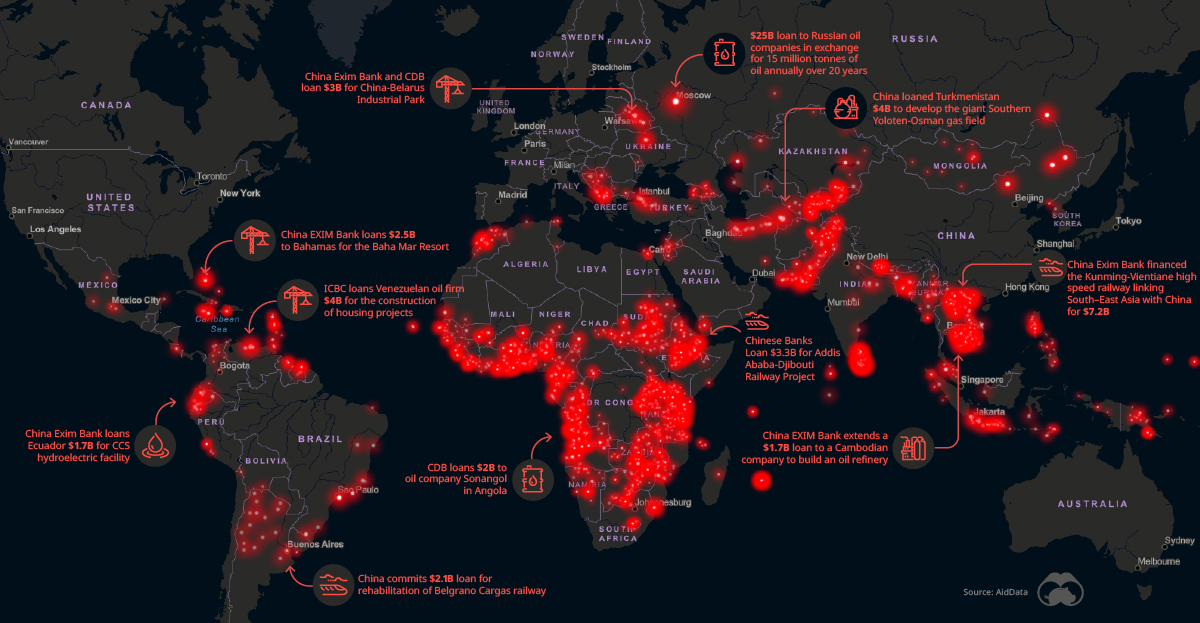 SWEDEN
FINLAND
NORWAY
Stockholm
RUSSIA
$25B loan to Russian oil
companies in exchange
for 15 million tonnes of
oil annually over 20 years
China Exim Bank and CDB
loan $3B for China-Belarus
Industrial Park
Moscow
China loaned Turkmenistan
$4B to develop the giant Southern
Yoloten-Osman gas field
CANADA
UNITED
KINGDOM
London
GERMANY
Warsaw
Paris
UKRAINE
KAZAKHSTAN
MONGOLIA
Vancouver
FRANCE
Milan
Toronto
New York
ITALY
Madrid
Istanbul
GREECE
TURKEY
Beijing
UNITED
STATES
San Francisco
Los Angeles
SOUTH
KOREA
Tokyo
Baghdad
CHINA
Shanghai
China EXIM Bank loans $2.5B
to Bahamas for the Baha Mar Resort
ALGERIA
LIBYA
EGYPT
SAUDI
ARABIA
Dubai
New Delhi
INDIA
Mumbai
Hong Kong
China Exim Bank financed
the Kunming-Vientiane high
speed railway linking
South–East Asia with China
for $7.2B
MEXICO
Mexico City
Caribbean
Sea
ICBC loans Venezuelan oil firm
$4B for the construction
of housing projects
MALI
NIGER
CHAD
Chinese Banks
Loan $3.3B for Addis
Ababa-Djibouti
Railway Project
Bogota
Singapore
Jakarta
PERU
BRAZIL
BOLIVIA
Sao Paulo
DR CONG
China Exim Bank loans
Ecuador $1.7B for CCS
hydroelectric facility
CDB loans $2B to
oil company Sonangol
in Angola
China EXIM Bank extends a
$1.7B loan to a Cambodian
company to build an oil refinery
NAMIBIA
Johannesburg
SOUTH
AFRICA
AUSTRALIA
Sydney
Melbourne
Buenos Aires
China commits $2.1B loan for
rehabilitation of Belgrano Cargas railway
Source: AidData